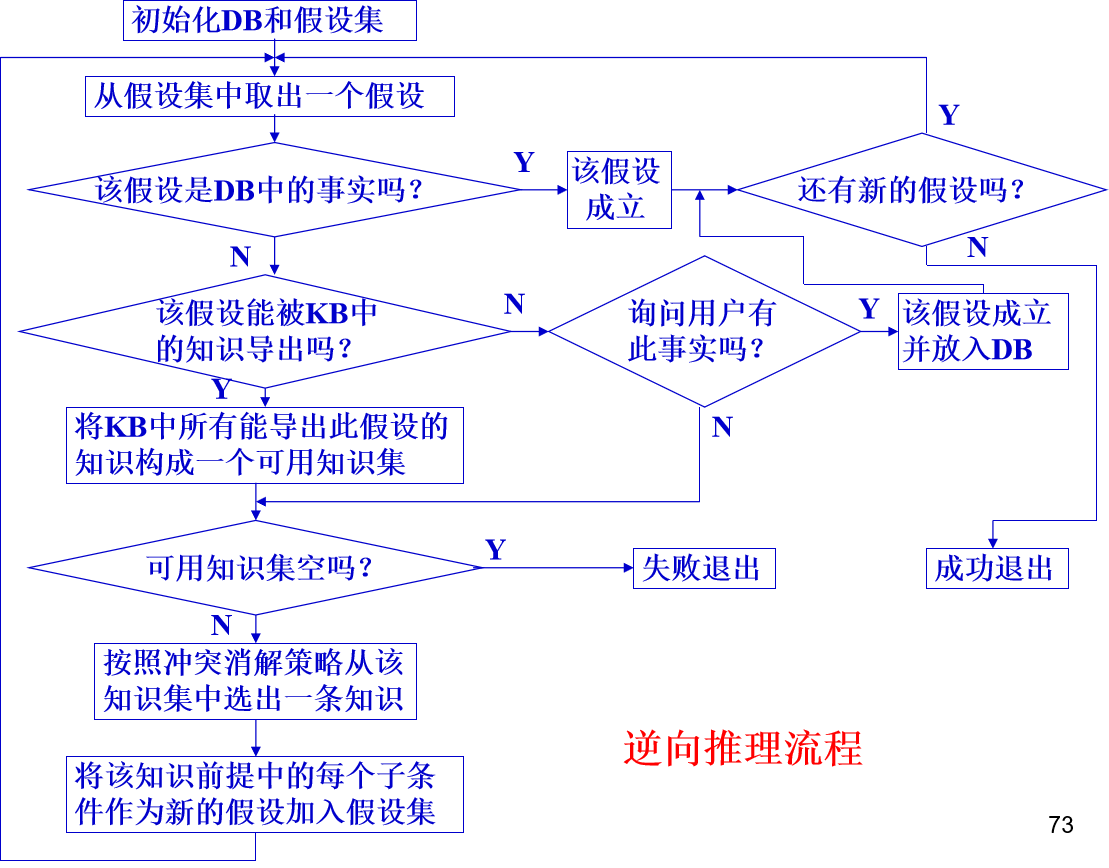 初始化DB和假设集
从假设集中取出一个假设
该假设是DB中的事实吗?
Y
该假设
成立
还有新的假设吗?
Y
N
N
该假设能被KB中
的知识导出吗?
N
询问用户有
此事实吗?
Y
该假设成立
并放入DB
Y
N
将KB中所有能导出此假设的
知识构成一个可用知识集
可用知识集空吗?
Y
失败退出
成功退出
N
按照冲突消解策略从该
知识集中选出一条知识
将该知识前提中的每个子条
件作为新的假设加入假设集
逆向推理流程
73